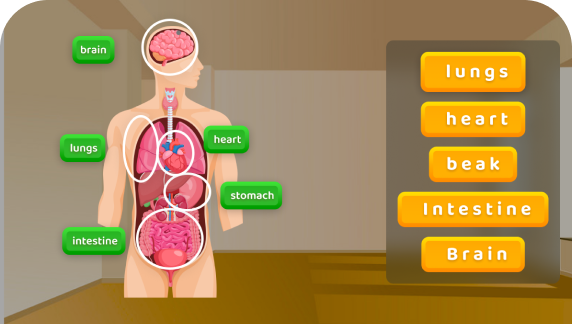 brain
lungs
heart
stomach
intestine
lungs
heart
beak
Intestine
Brain